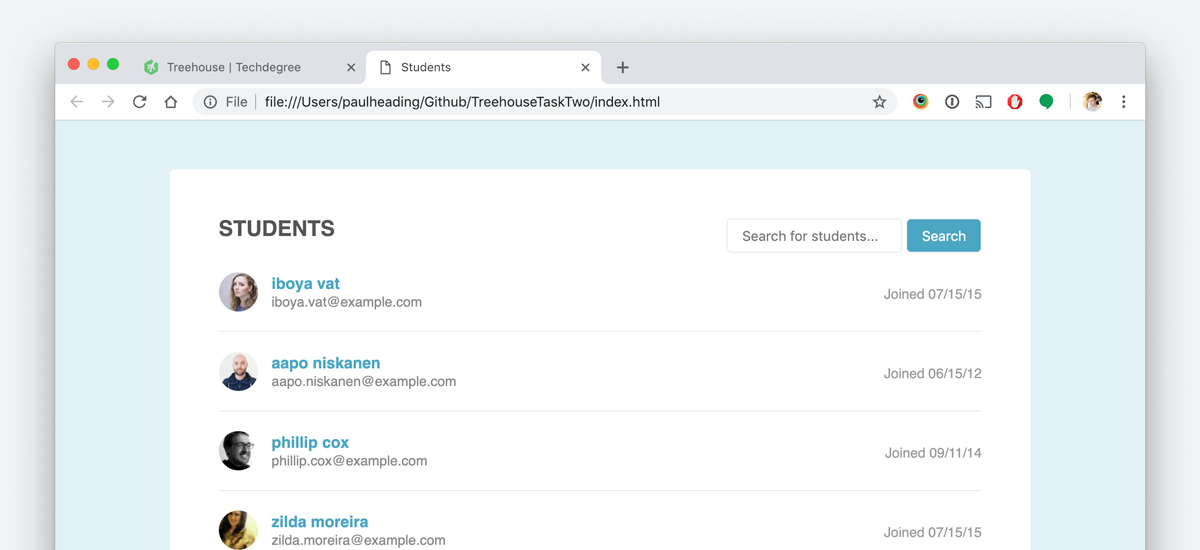 Treehouse | Techdegree
Students
File
file:///Users/paulheading/Github/TreehouseTaskTwo/index.html
STUDENTS
Search for students...
Search
iboya vat
iboya.vat@example.com
Joined 07/15/15
aapo niskanen
aapo.niskanen@example.com
Joined 06/15/12
phillip cox
phillip.cox@example.com
Joined 09/11/14
zilda moreira
zilda.moreira@example.com
Joined 07/15/15